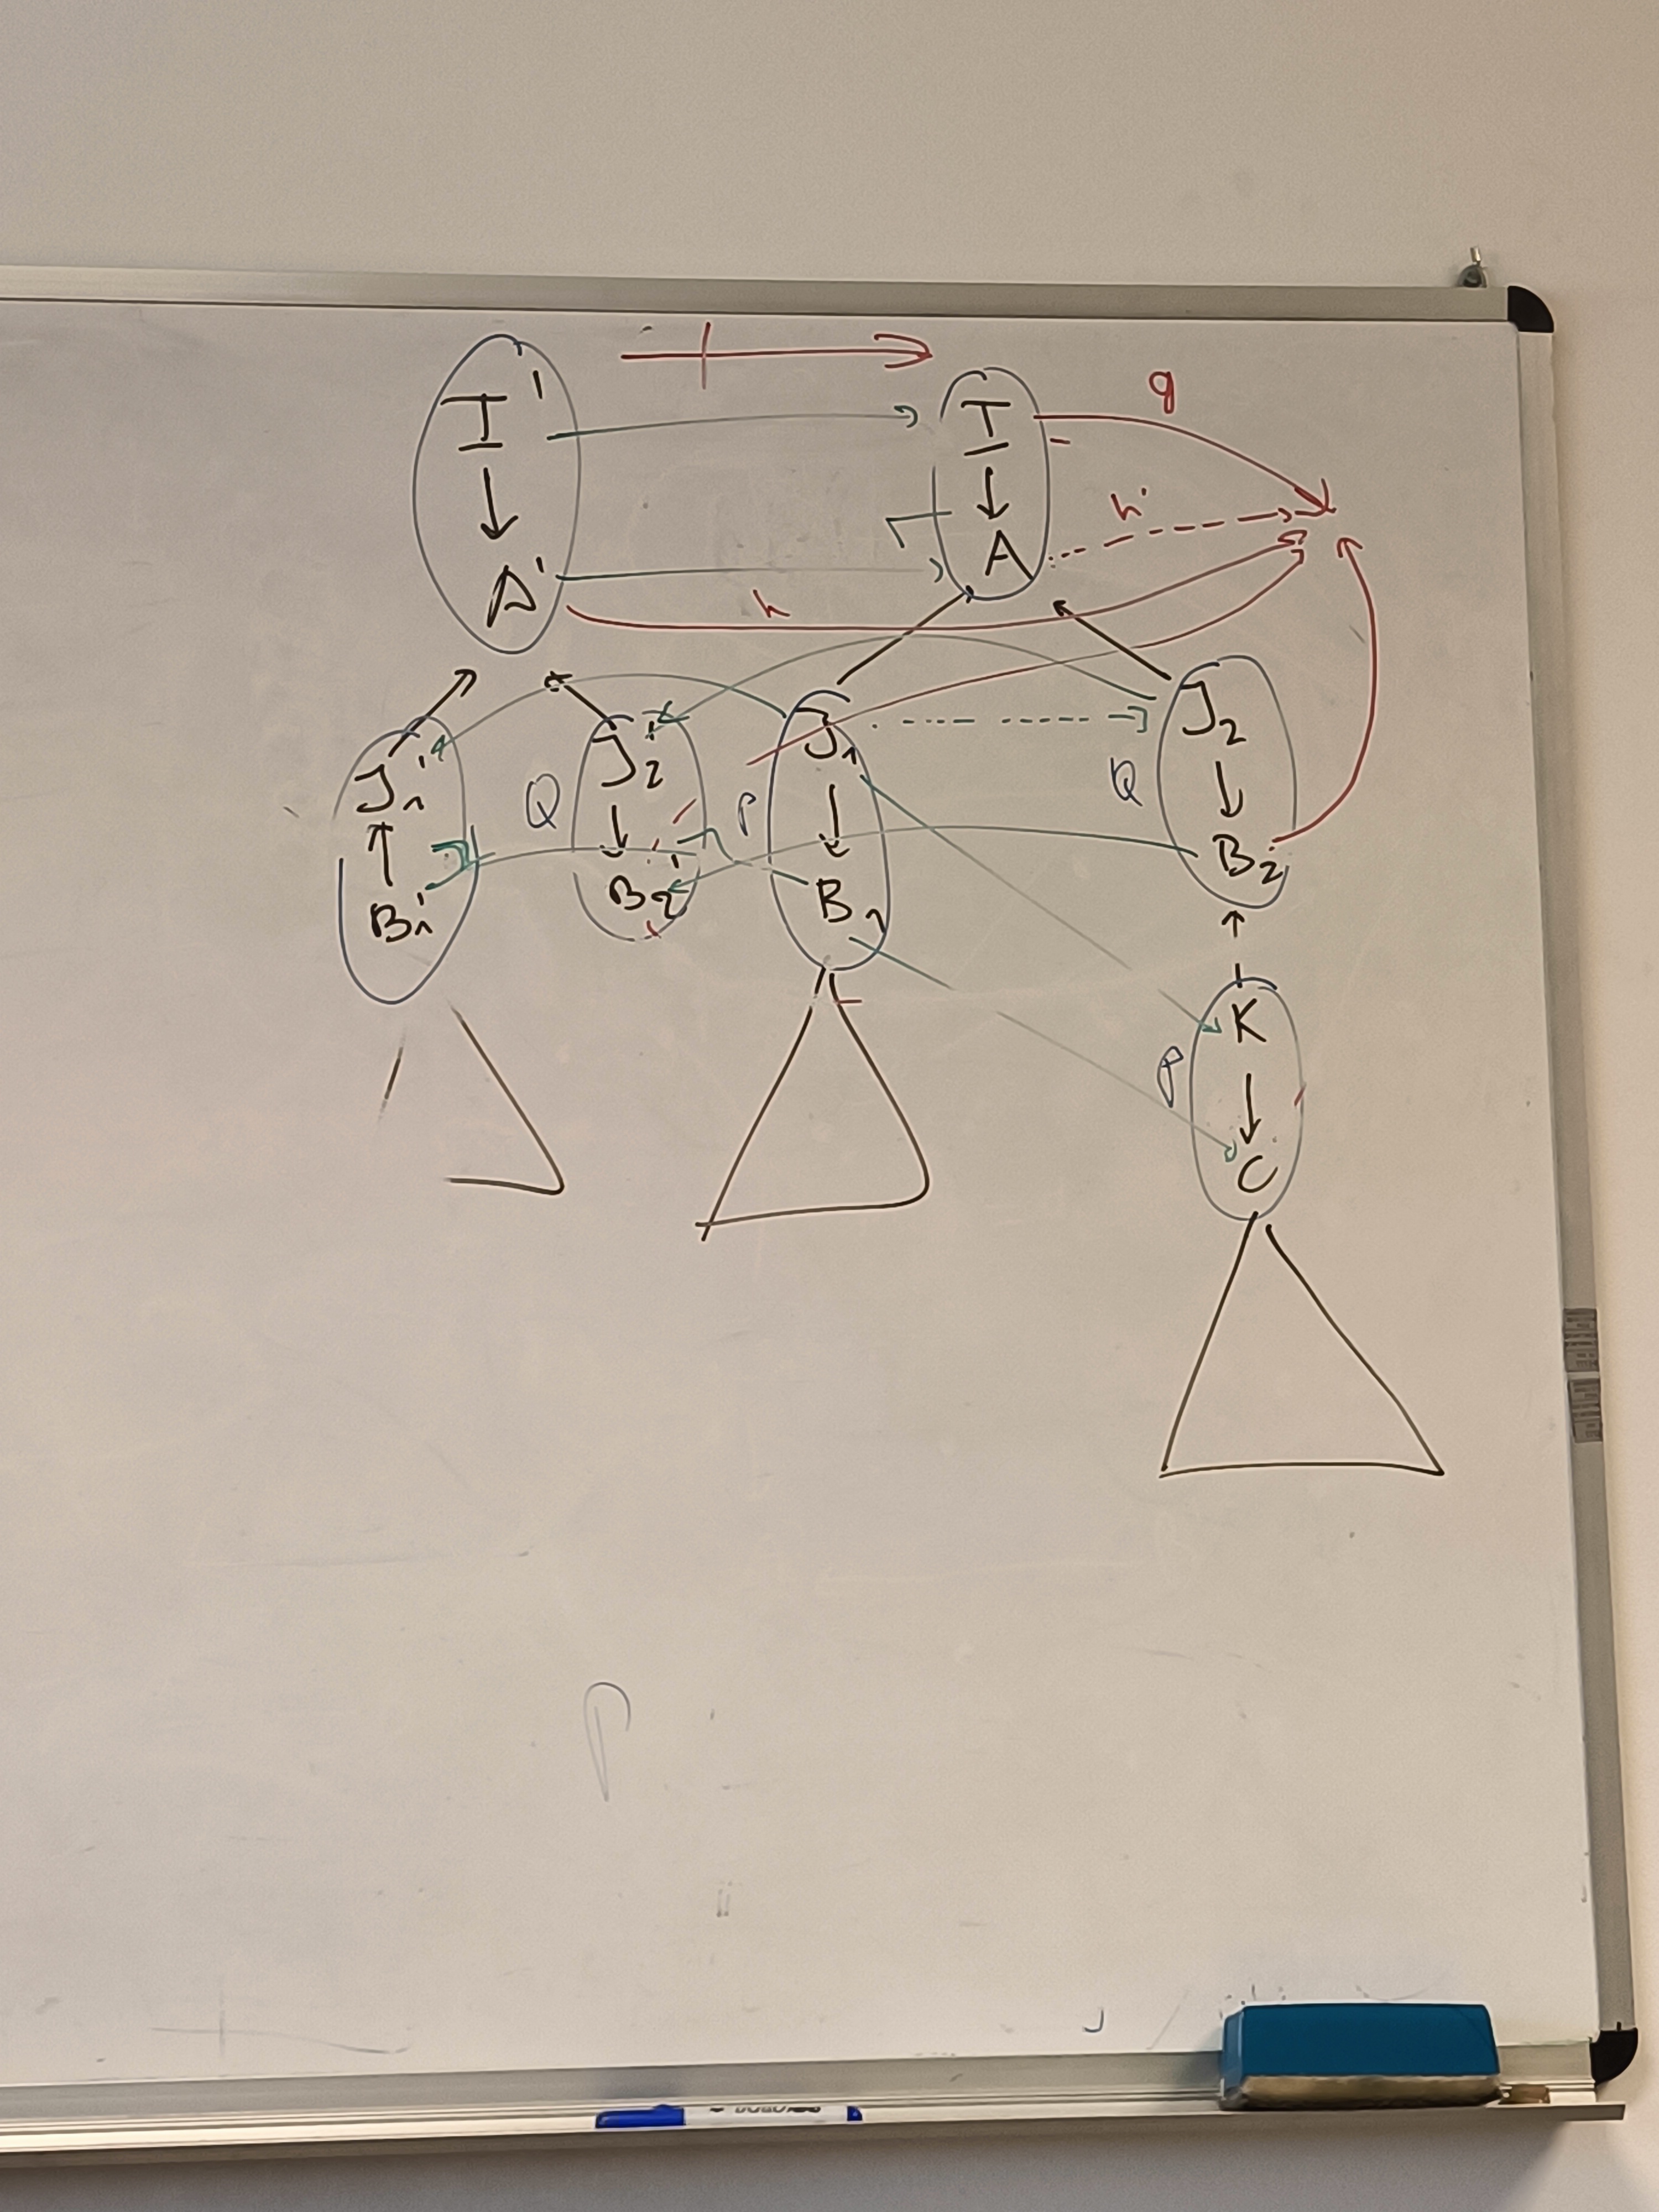 I' I g
h'
A' A
h
J₁' Q J₂' P J₁ Q J₂
B₁' B₂' B₁ B₂
K
P
C
P